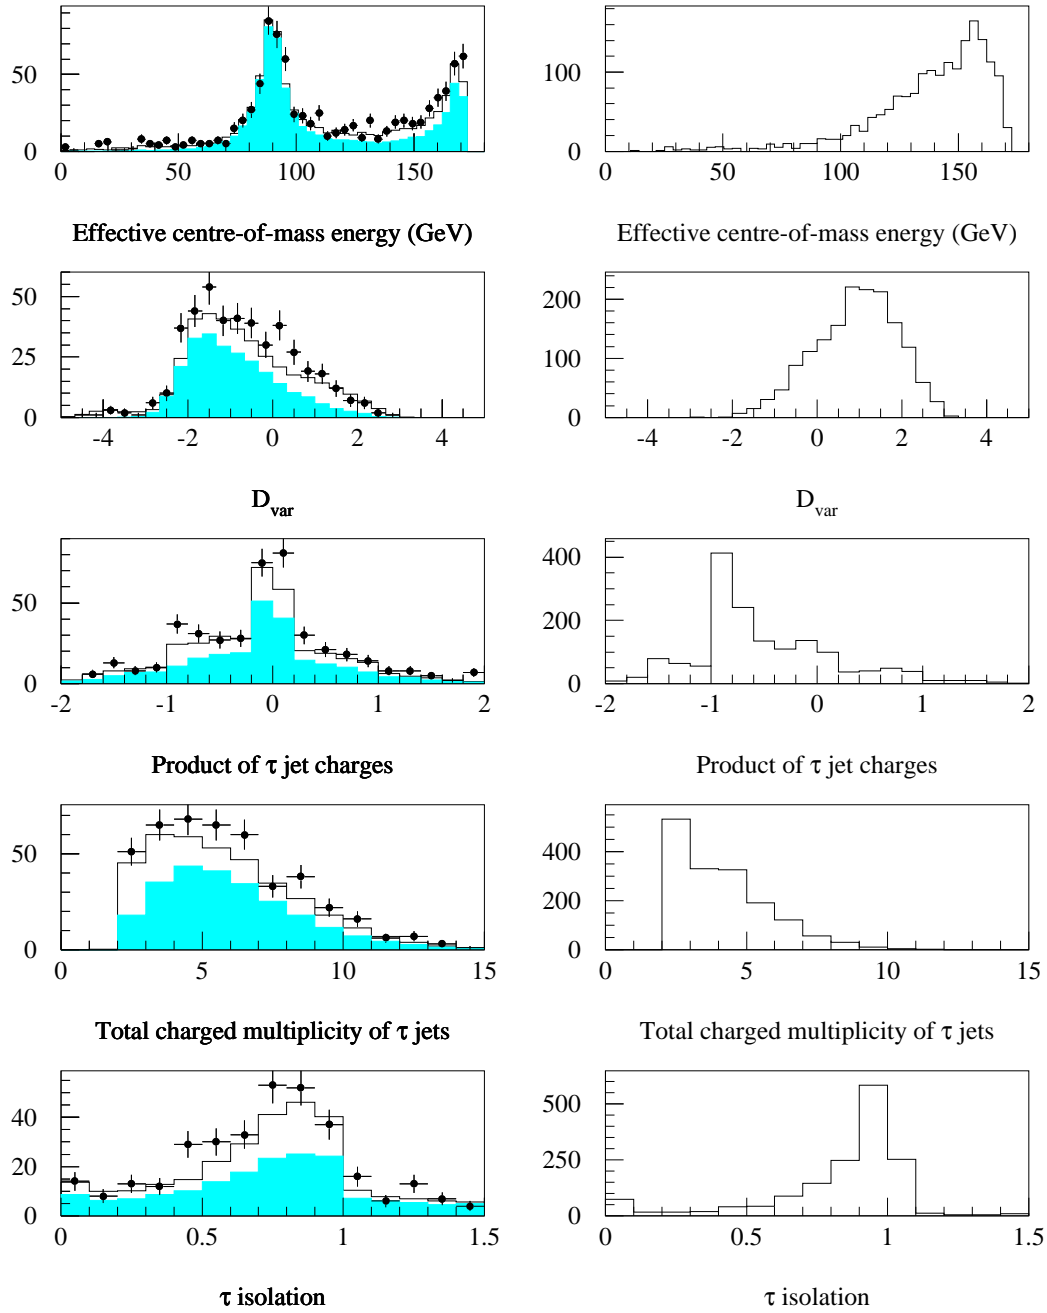 50
0
0 50 100 150
Effective centre-of-mass energy (GeV)
100
0
0 50 100 150
Effective centre-of-mass energy (GeV)
50
25
0
-4 -2 0 2 4
D_var
200
100
0
-4 -2 0 2 4
D_var
50
0
-2 -1 0 1 2
Product of τ jet charges
400
200
0
-2 -1 0 1 2
Product of τ jet charges
50
0
0 5 10 15
Total charged multiplicity of τ jets
400
200
0
0 5 10 15
Total charged multiplicity of τ jets
40
20
0
0 0.5 1 1.5
τ isolation
500
250
0
0 0.5 1 1.5
τ isolation